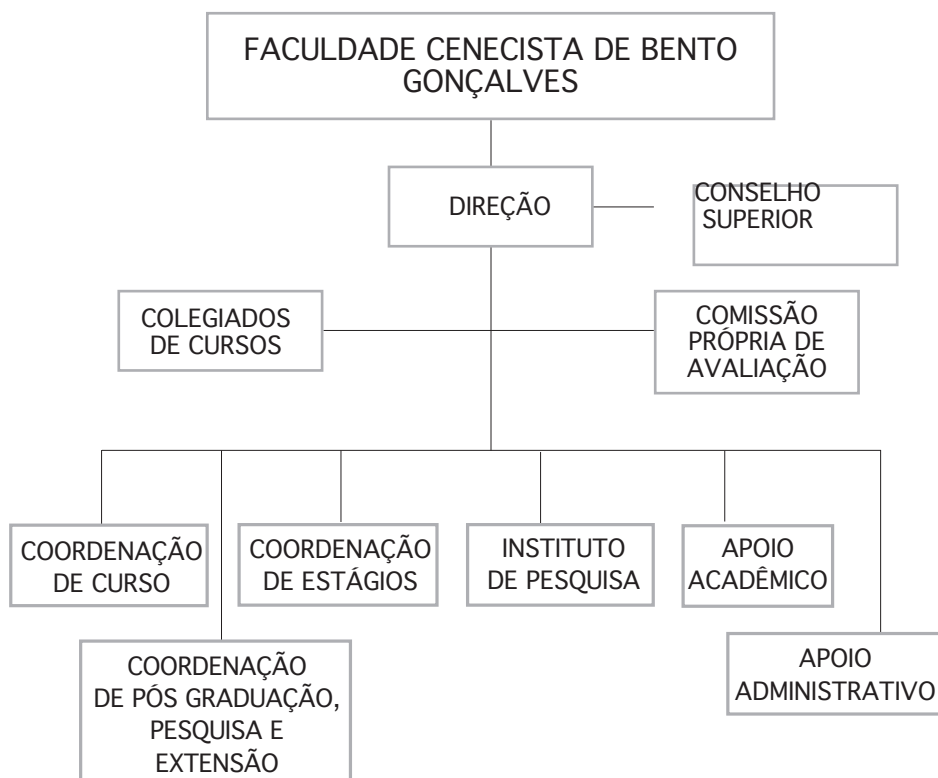 FACULDADE CENECISTA DE BENTO
GONÇALVES
DIREÇÃO
CONSELHO
SUPERIOR
COLEGIADOS
DE CURSOS
COMISSÃO
PRÓPRIA DE
AVALIAÇÃO
COORDENAÇÃO
DE CURSO
COORDENAÇÃO
DE ESTÁGIOS
INSTITUTO
DE PESQUISA
APOIO
ACADÊMICO
COORDENAÇÃO
DE PÓS GRADUAÇÃO,
PESQUISA E
EXTENSÃO
APOIO
ADMINISTRATIVO